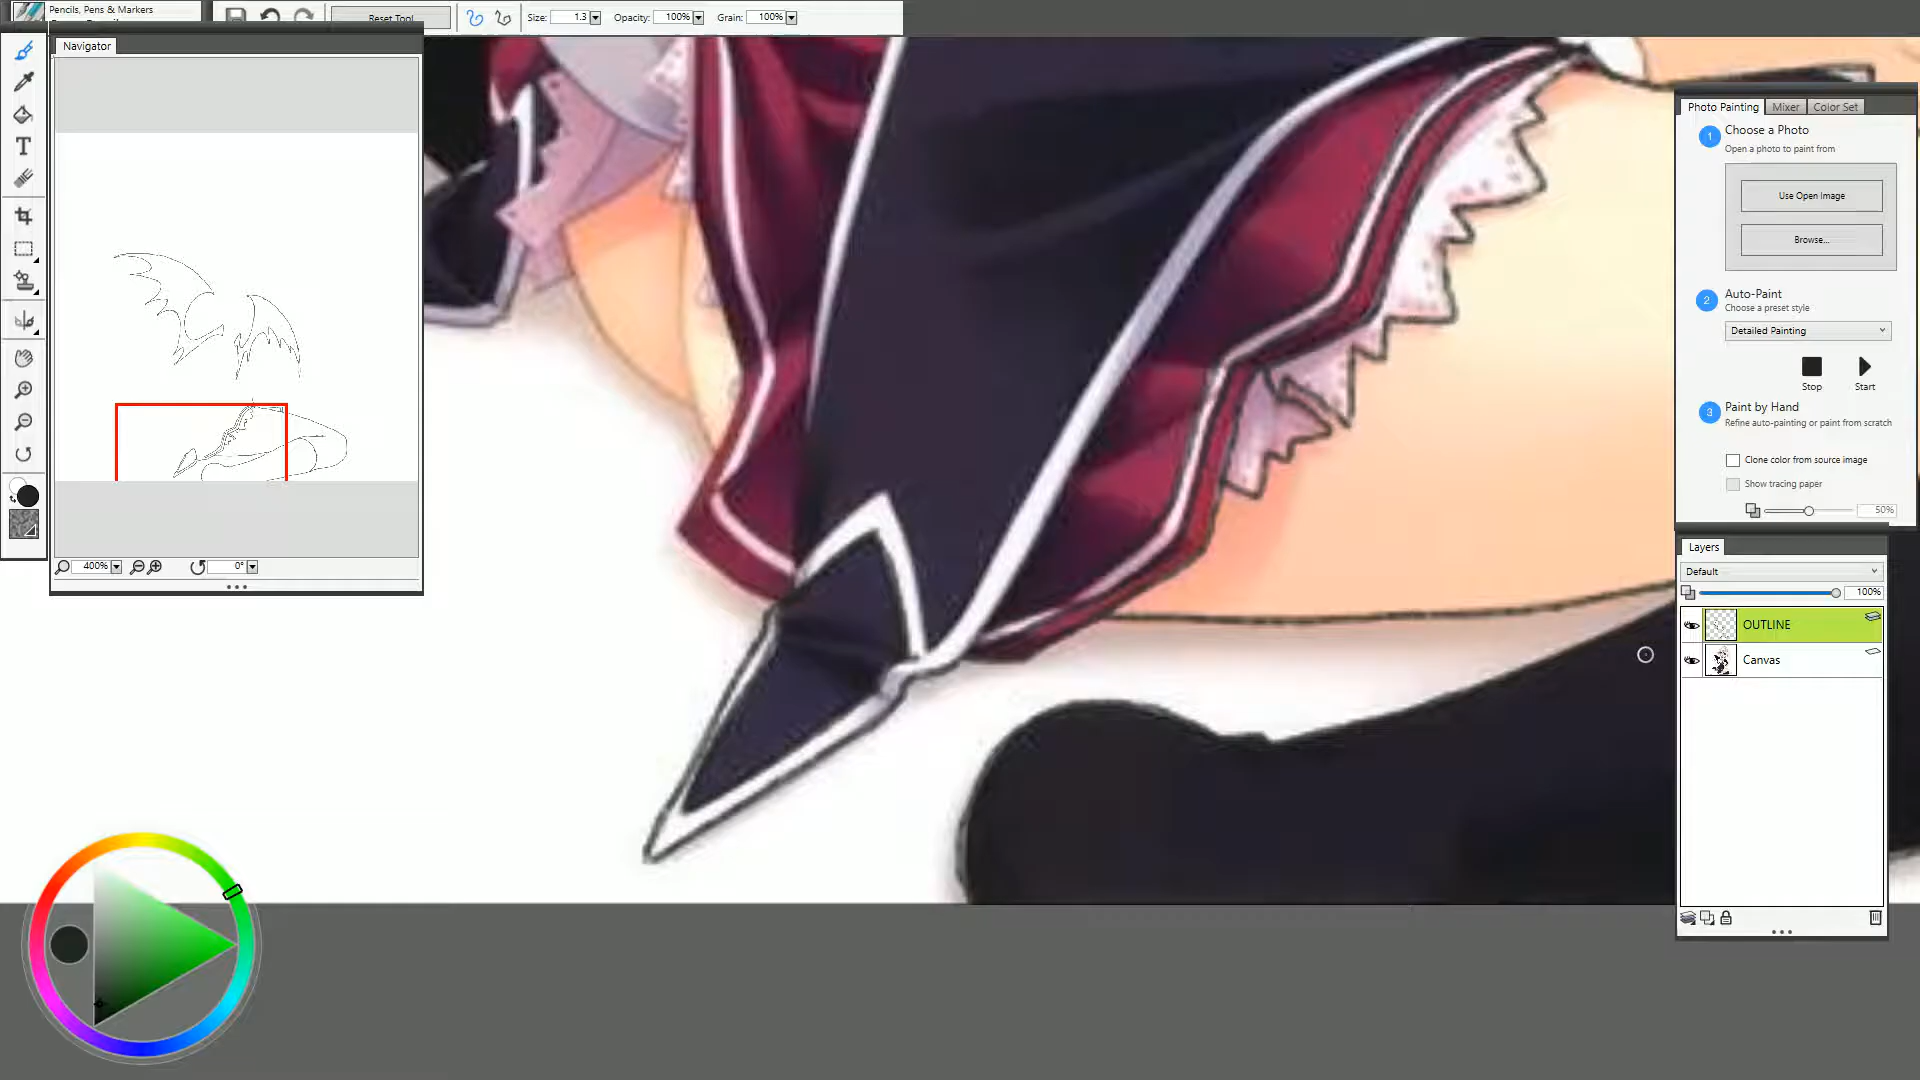 Pencils, Pens & Markers
Reset Tool
Size: 1.3
Opacity: 100%
Grain: 100%
Navigator
400%
0°
Photo Painting
Mixer
Color Set
1
Choose a Photo
Open a photo to paint from
Use Open Image
Browse...
2
Auto-Paint
Choose a preset style
Detailed Painting
Stop
Start
3
Paint by Hand
Refine auto-painting or paint from scratch
Clone color from source image
Show tracing paper
50%
Layers
Default
100%
OUTLINE
Canvas